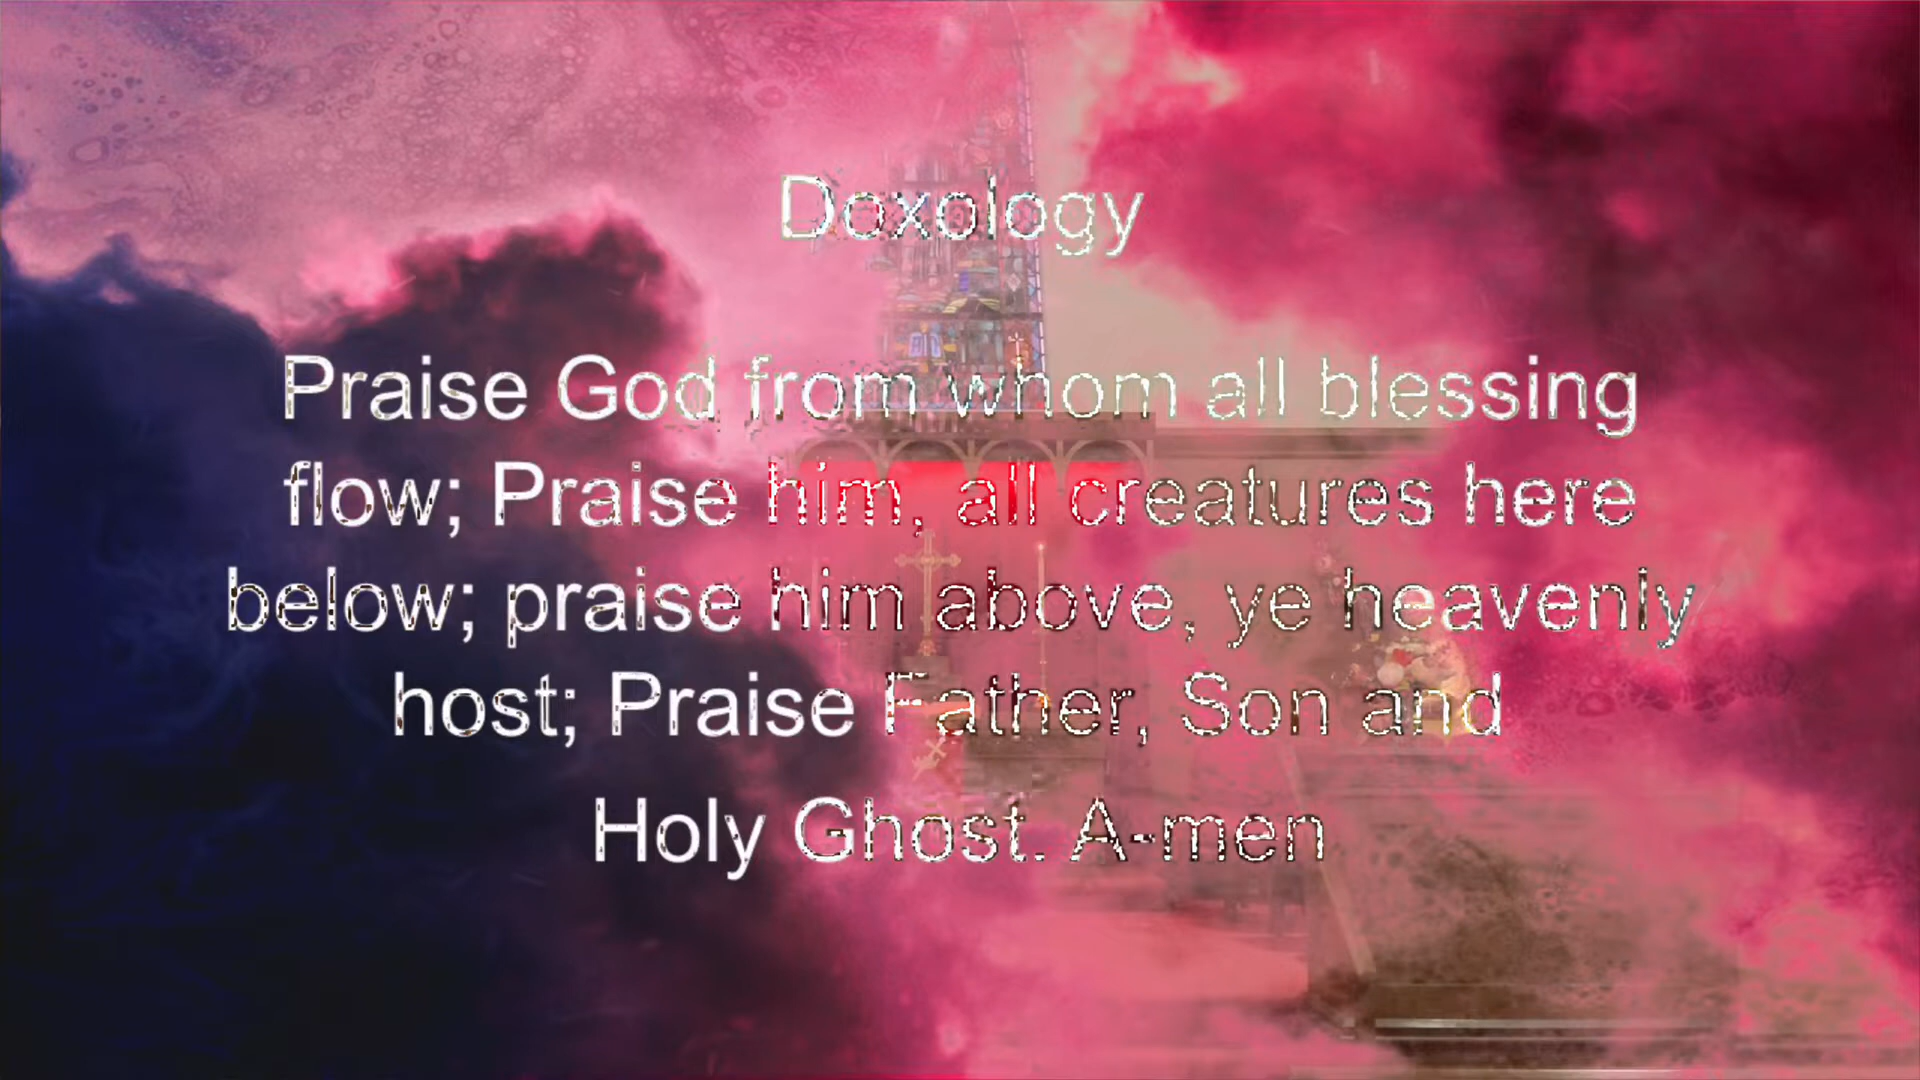 Doxology
Praise God from whom all blessing
flow; Praise him, all creatures here
below; praise him above, ye heavenly
host; Praise Father, Son and
Holy Ghost. A-men